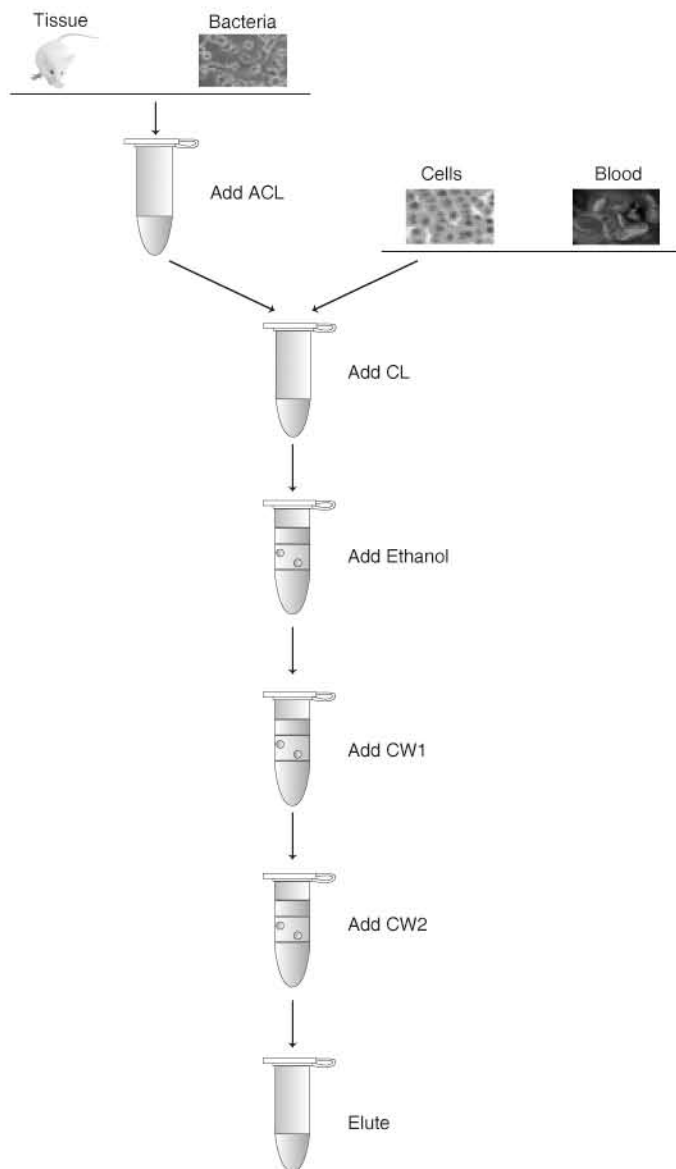 Tissue
Bacteria
Add ACL
Cells
Blood
Add CL
Add Ethanol
Add CW1
Add CW2
Elute